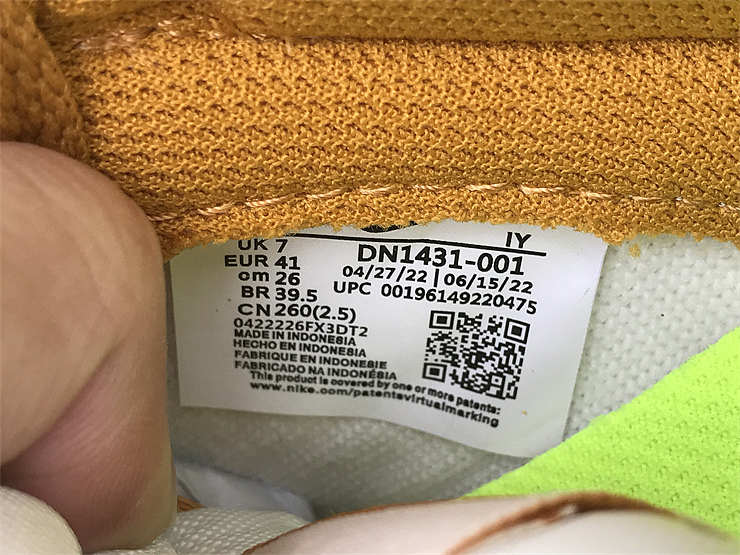 IY
UK 7
EUR 41
cm 26
BR 39.5
CN 260(2.5)
DN1431-001
04/27/22 | 06/15/22
UPC 00196149220475
0422226FX3DT2
MADE IN INDONESIA
HECHO EN INDONESIA
FABRIQUE EN INDONESIE
FABRICADO NA INDONÉSIA
This product is covered by one or more patents:
www.nike.com/patentsvirtualmarking